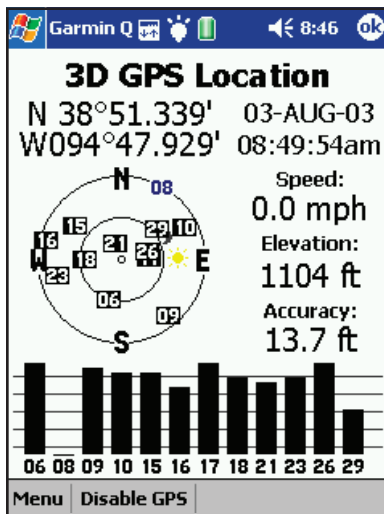 Garmin Q 8:46 ok
3D GPS Location
N 38°51.339' 03-AUG-03
W094°47.929' 08:49:54am
Speed:
0.0 mph
Elevation:
1104 ft
Accuracy:
13.7 ft
N 08
15 29 10
16 21 26
W 18 E
23
06
09
S
06 08 09 10 15 16 17 18 21 23 26 29
Menu Disable GPS